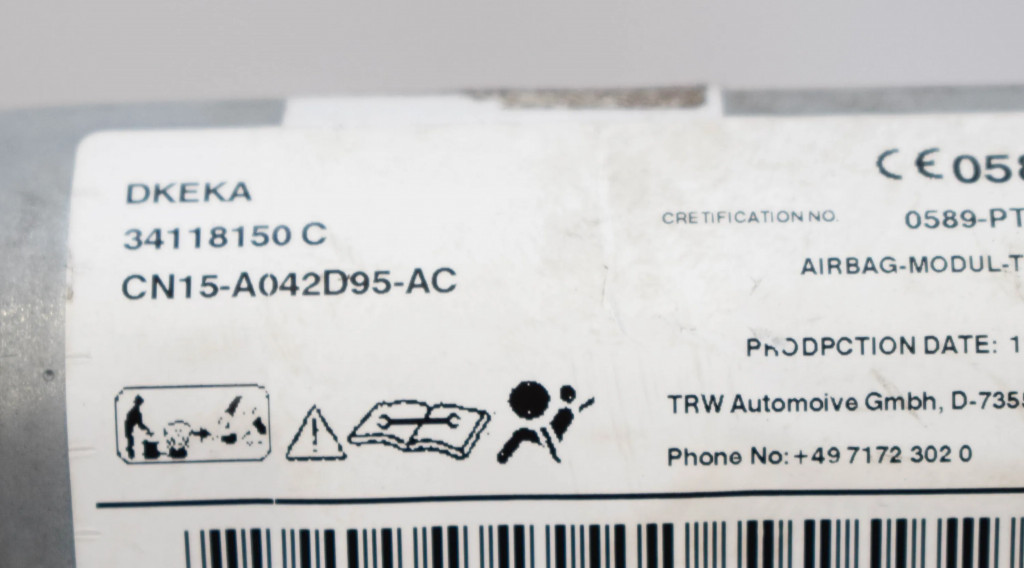 DKEKA
34118150 C
CN15-A042D95-AC
CE 058
CRETIFICATION NO. 0589-PT
AIRBAG-MODUL-T
PRODPCTION DATE: 1
TRW Automoive Gmbh, D-735
Phone No: +49 7172 302 0